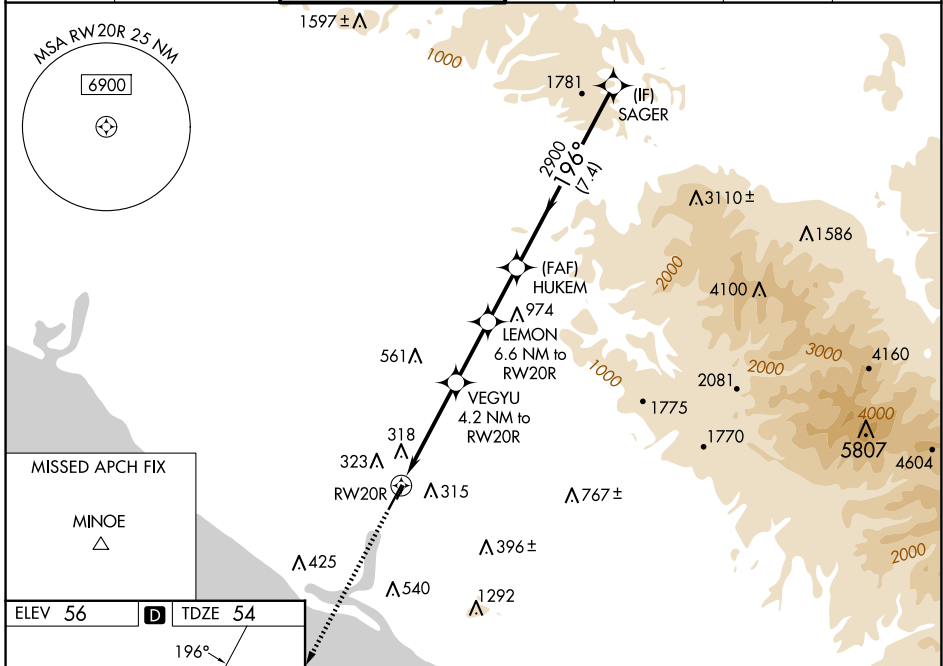 MSA RW20R 25 NM
6900
1597 ±
1000
1781
(IF)
SAGER
2900
196°
(7.4)
3110 ±
1586
2000
4100
(FAF)
HUKEM
974
LEMON
6.6 NM to
RW20R
561
1000
3000
2000
4160
2081
VEGYU
4.2 NM to
RW20R
1775
4000
5807
1770
4604
318
323
RW20R
315
767 ±
MISSED APCH FIX
MINOE
396 ±
2000
425
540
1292
ELEV 56
D
TDZE 54
196°